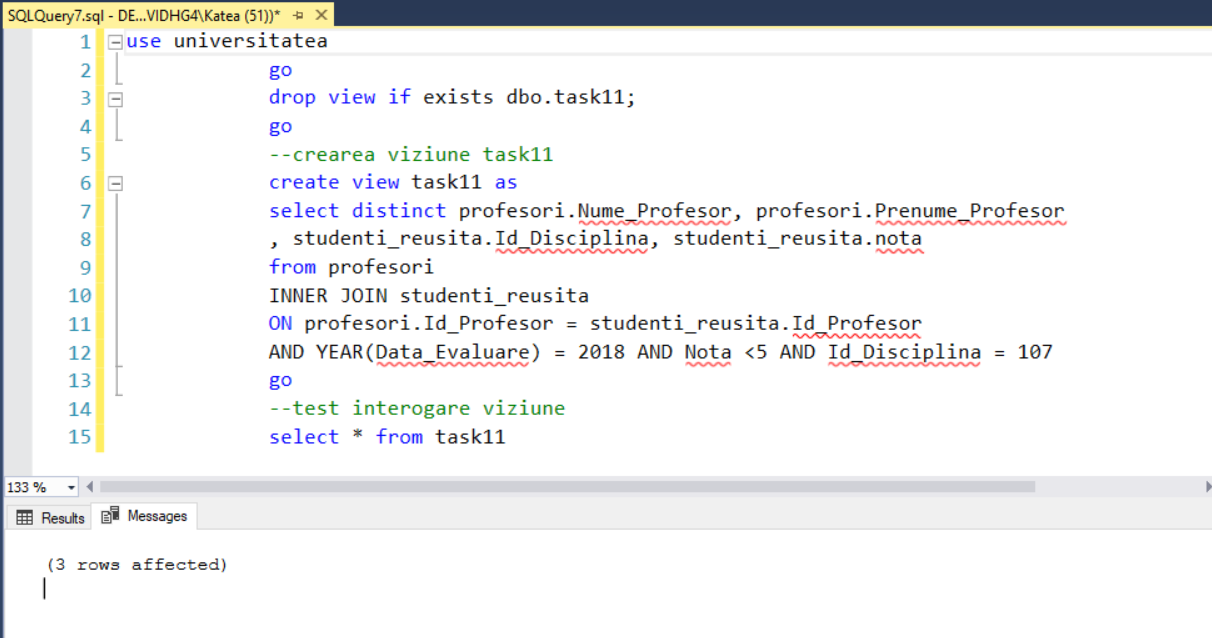 SQLQuery7.sql - DE...VIDHG4\Katea (51))*
1 use universitatea
2 go
3 drop view if exists dbo.task11;
4 go
5 --crearea viziune task11
6 create view task11 as
7 select distinct profesori.Nume_Profesor, profesori.Prenume_Profesor
8 , studenti_reusita.Id_Disciplina, studenti_reusita.nota
9 from profesori
10 INNER JOIN studenti_reusita
11 ON profesori.Id_Profesor = studenti_reusita.Id_Profesor
12 AND YEAR(Data_Evaluare) = 2018 AND Nota <5 AND Id_Disciplina = 107
13 go
14 --test interogare viziune
15 select * from task11
133 %
Results Messages
(3 rows affected)